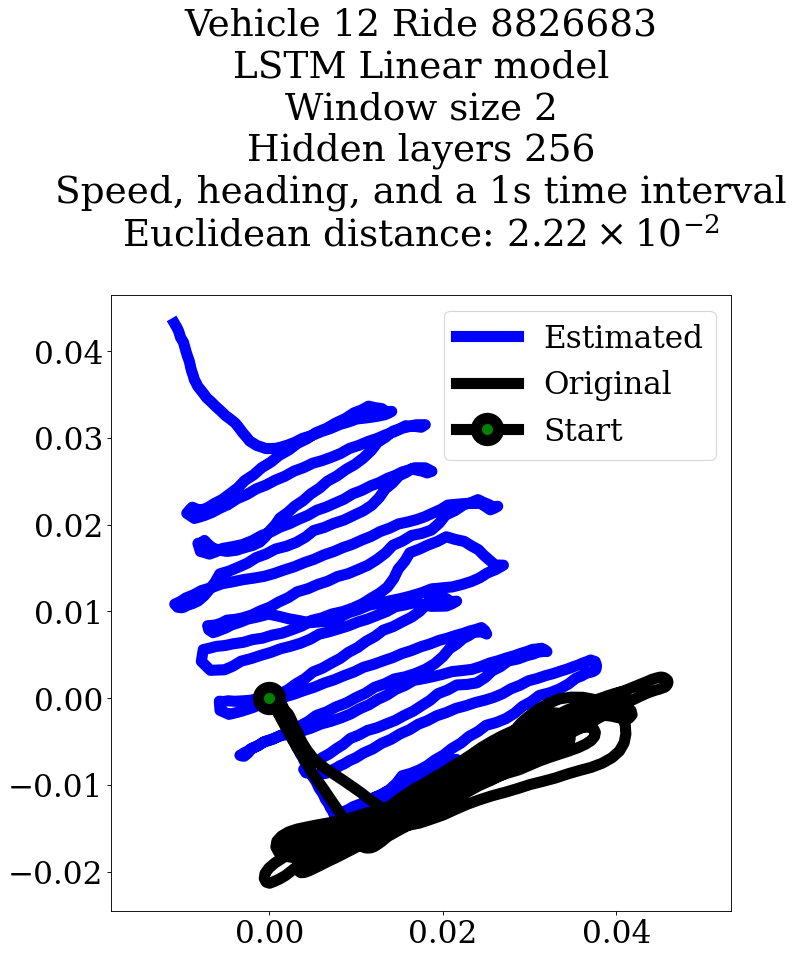 Vehicle 12 Ride 8826683
LSTM Linear model
Window size 2
Hidden layers 256
Speed, heading, and a 1s time interval
Euclidean distance: 2.22 × 10⁻²
Estimated
Original
Start
0.04
0.03
0.02
0.01
0.00
−0.01
−0.02
0.00 0.02 0.04